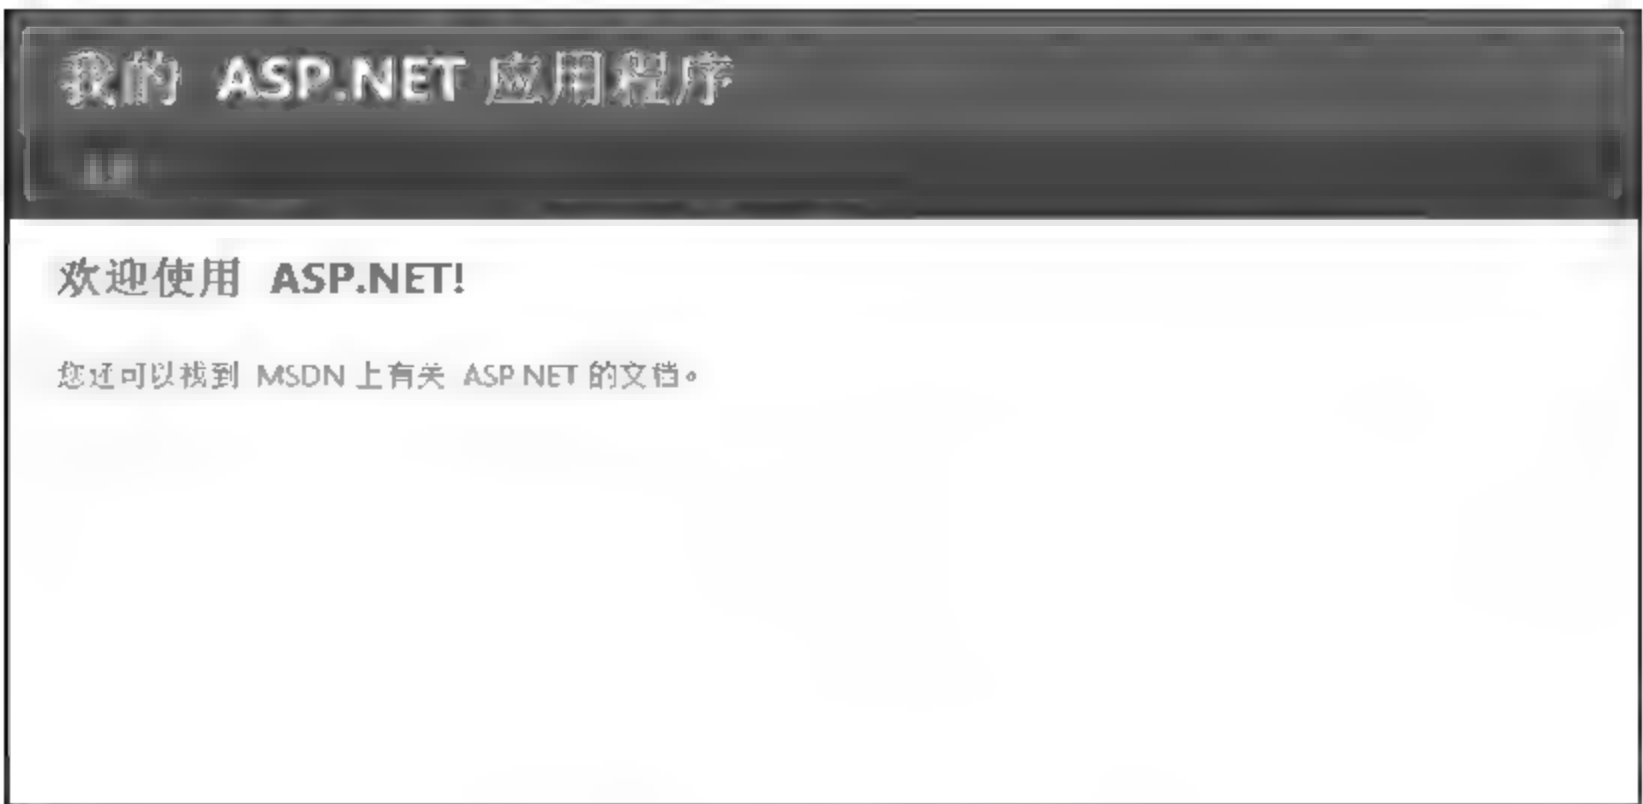 我的 ASP.NET 应用程序
欢迎使用 ASP.NET!
您还可以找到 MSDN 上有关 ASP.NET 的文档。